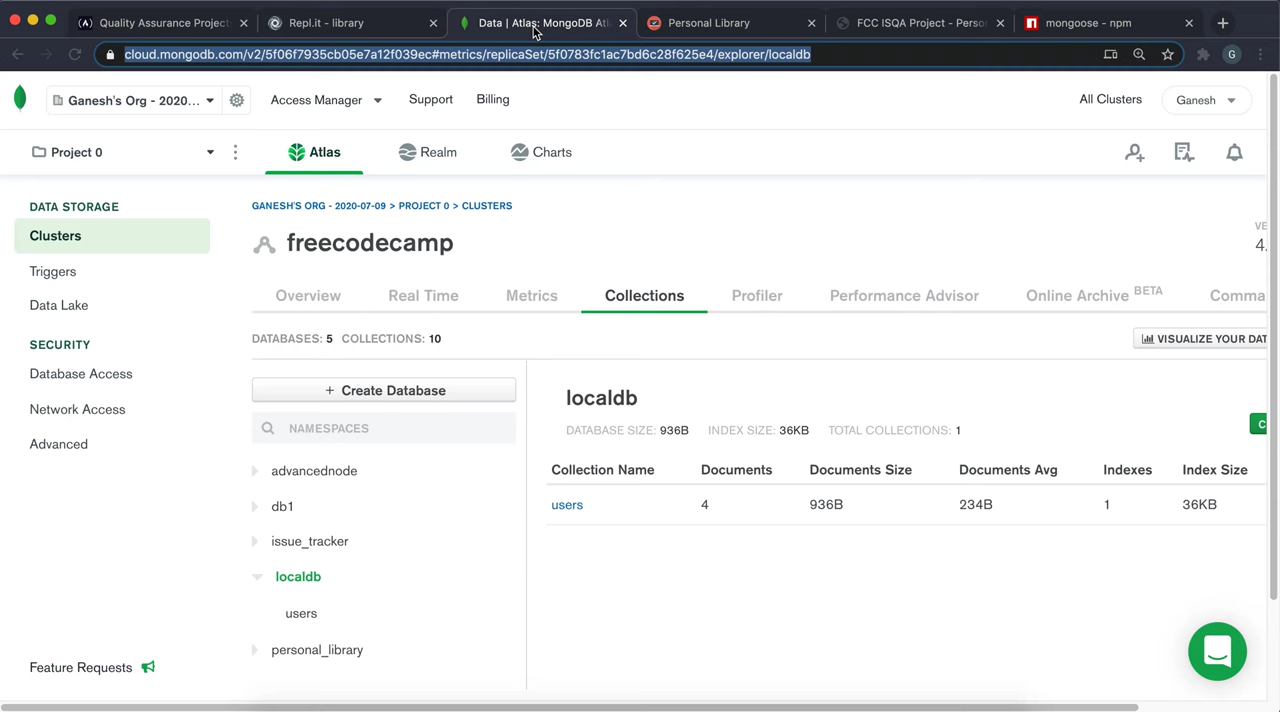 Quality Assurance Project
Repl.it - library
Data | Atlas: MongoDB Atl
Personal Library
FCC ISQA Project - Perso
mongoose - npm
cloud.mongodb.com/v2/5f06f7935cb05e7a12f039ec#metrics/replicaSet/5f0783fc1ac7bd6c28f625e4/explorer/localdb
G
Ganesh's Org - 2020...
Access Manager
Support
Billing
All Clusters
Ganesh
Project 0
Atlas
Realm
Charts
DATA STORAGE
Clusters
Triggers
Data Lake
SECURITY
Database Access
Network Access
Advanced
Feature Requests
GANESH'S ORG - 2020-07-09 > PROJECT 0 > CLUSTERS
freecodecamp
VE
4.
Overview
Real Time
Metrics
Collections
Profiler
Performance Advisor
Online Archive BETA
Comma
DATABASES: 5 COLLECTIONS: 10
VISUALIZE YOUR DAT
+ Create Database
NAMESPACES
advancednode
db1
issue_tracker
localdb
users
personal_library
localdb
DATABASE SIZE: 936B INDEX SIZE: 36KB TOTAL COLLECTIONS: 1
C
Collection Name Documents Documents Size Documents Avg Indexes Index Size
users 4 936B 234B 1 36KB